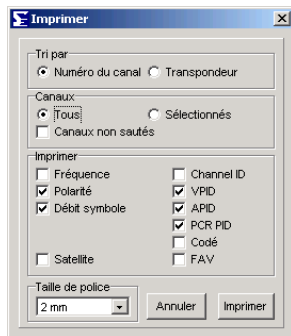 Imprimer
Tri par
Numéro du canal Transpondeur
Canaux
Tous Sélectionnés
Canaux non sautés
Imprimer
Fréquence Channel ID
Polarité VPID
Débit symbole APID
PCR PID
Codé
Satellite FAV
Taille de police
2 mm Annuler Imprimer